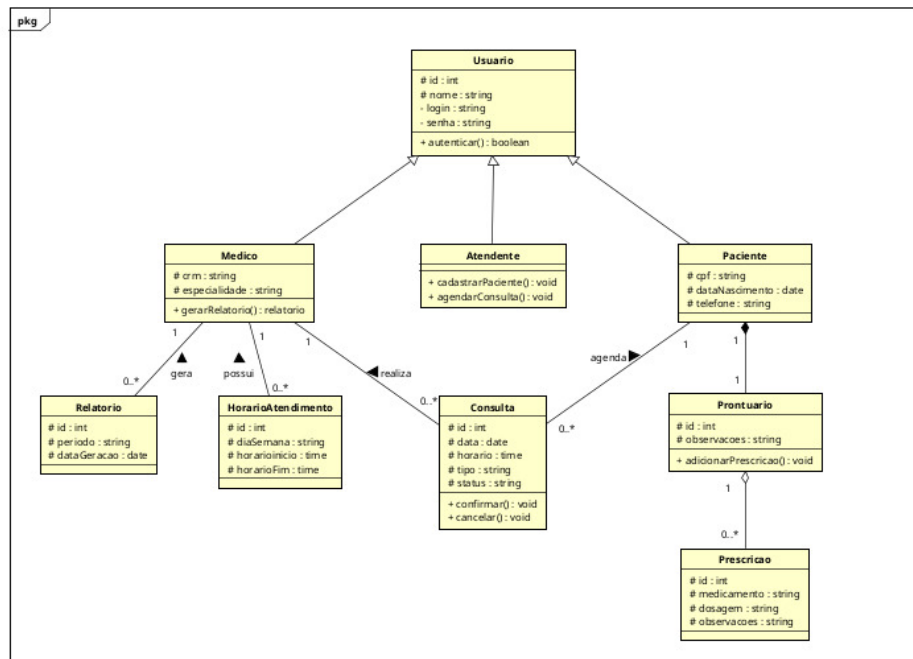 pkg
Usuario
# id : int
# nome : string
- login : string
- senha : string
+ autenticar() : boolean
Medico
# crm : string
# especialidade : string
+ gerarRelatorio() : relatorio
Atendente
+ cadastrarPaciente() : void
+ agendarConsulta() : void
Paciente
# cpf : string
# dataNascimento : date
# telefone : string
1
1
1
1
1
gera
possui
realiza
agenda
0..*
0..*
0..*
0..*
1
Relatorio
# id : int
# periodo : string
# dataGeracao : date
HorarioAtendimento
# id : int
# diaSemana : string
# horarioinicio : time
# horarioFim : time
Consulta
# id : int
# data : date
# horario : time
# tipo : string
# status : string
+ confirmar() : void
+ cancelar() : void
Prontuario
# id : int
# observacoes : string
+ adicionarPrescricao() : void
1
0..*
Prescricao
# id : int
# medicamento : string
# dosagem : string
# observacoes : string